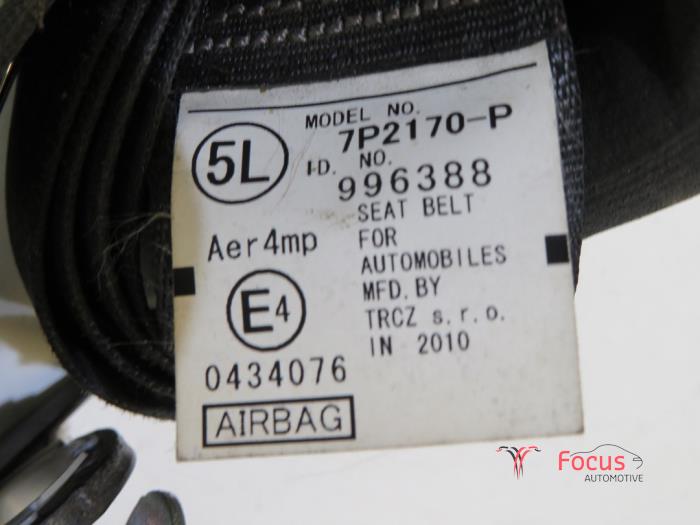 MODEL NO.
7P2170-P
5L
I-D. NO.
996388
SEAT BELT
FOR
AUTOMOBILES
MFD. BY
TRCZ s.r.o.
IN 2010
Aer4mp
E4
0434076
AIRBAG
Focus
AUTOMOTIVE